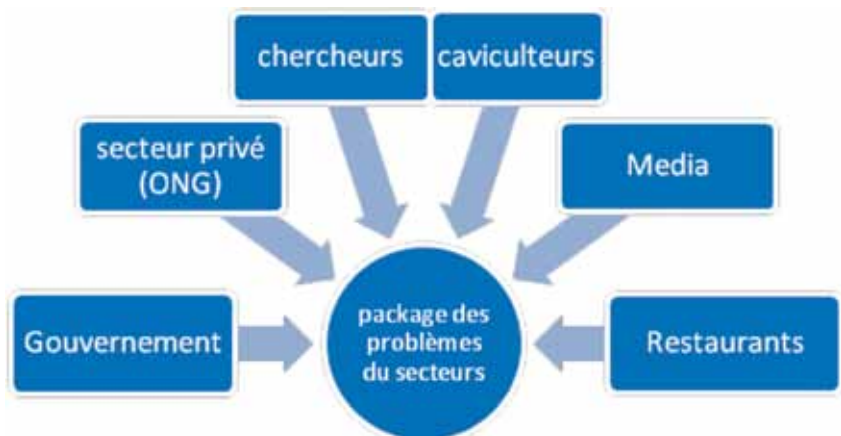 chercheurs
caviculteurs
secteur privé
(ONG)
Media
Gouvernement
package des
problèmes
du secteurs
Restaurants